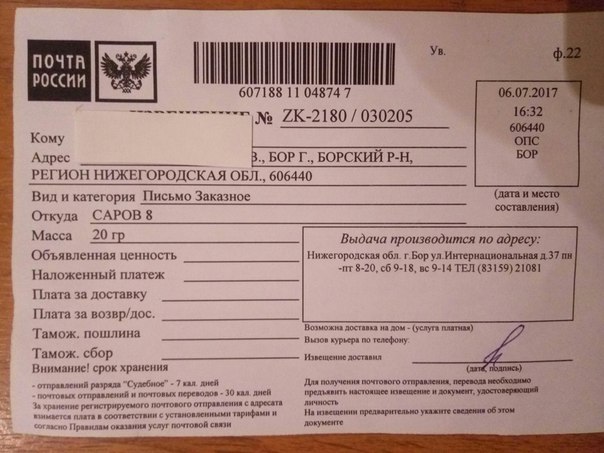 ПОЧТА
РОССИИ
607188 11 04874 7
Ув.
ф.22
№ ZK-2180 / 030205
06.07.2017
16:32
606440
ОПС
БОР
(дата и место
составления)
Кому
Адрес В., БОР Г., БОРСКИЙ Р-Н,
РЕГИОН НИЖЕГОРОДСКАЯ ОБЛ., 606440
Вид и категория Письмо Заказное
Откуда САРОВ 8
Масса 20 гр
Объявленная ценность
Наложенный платеж
Плата за доставку
Плата за возвр/дос.
Тамож. пошлина
Тамож. сбор
Выдача производится по адресу:
Нижегородская обл. г.Бор ул.Интернациональная д.37 пн
-пт 8-20, сб 9-18, вс 9-14 ТЕЛ (83159) 21081
Возможна доставка на дом - (услуга платная)
Вызов курьера по телефону:
Извещение доставил
(дата, подпись)
Внимание! срок хранения
- отправлений разряда "Судебное" - 7 кал. дней
- почтовых отправлений и почтовых переводов - 30 кал. дней
За хранение регистрируемого почтового отправления с адресата
взимается плата в соответствии с установленными тарифами и
согласно Правилам оказания услуг почтовой связи
Для получения почтового отправления, перевода необходимо
предъявить настоящее извещение и документ, удостоверяющий
личность
На извещении предварительно укажите сведения об этом
документе